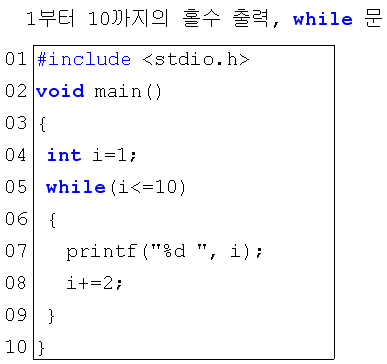 1부터 10까지의 홀수 출력, while 문
01 #include <stdio.h>
02 void main()
03 {
04 int i=1;
05 while(i<=10)
06 {
07 printf("%d ", i);
08 i+=2;
09 }
10 }